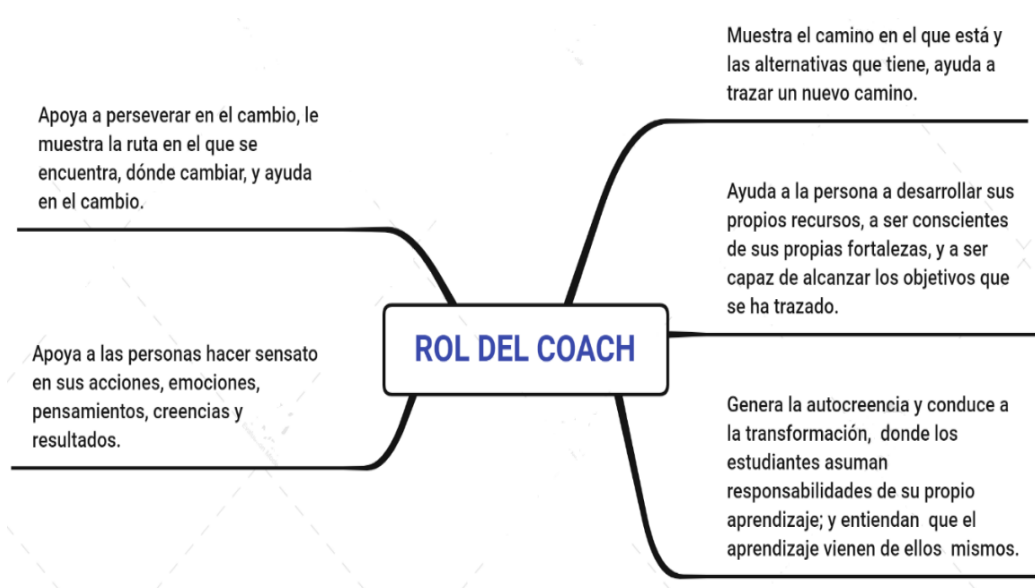 Muestra el camino en el que está y
las alternativas que tiene, ayuda a
trazar un nuevo camino.
Apoya a perseverar en el cambio, le
muestra la ruta en el que se
encuentra, dónde cambiar, y ayuda
en el cambio.
Ayuda a la persona a desarrollar sus
propios recursos, a ser conscientes
de sus propias fortalezas, y a ser
capaz de alcanzar los objetivos que
se ha trazado.
ROL DEL COACH
Apoya a las personas hacer sensato
en sus acciones, emociones,
pensamientos, creencias y
resultados.
Genera la autocreencia y conduce a
la transformación, donde los
estudiantes asuman
responsabilidades de su propio
aprendizaje; y entiendan que el
aprendizaje vienen de ellos mismos.